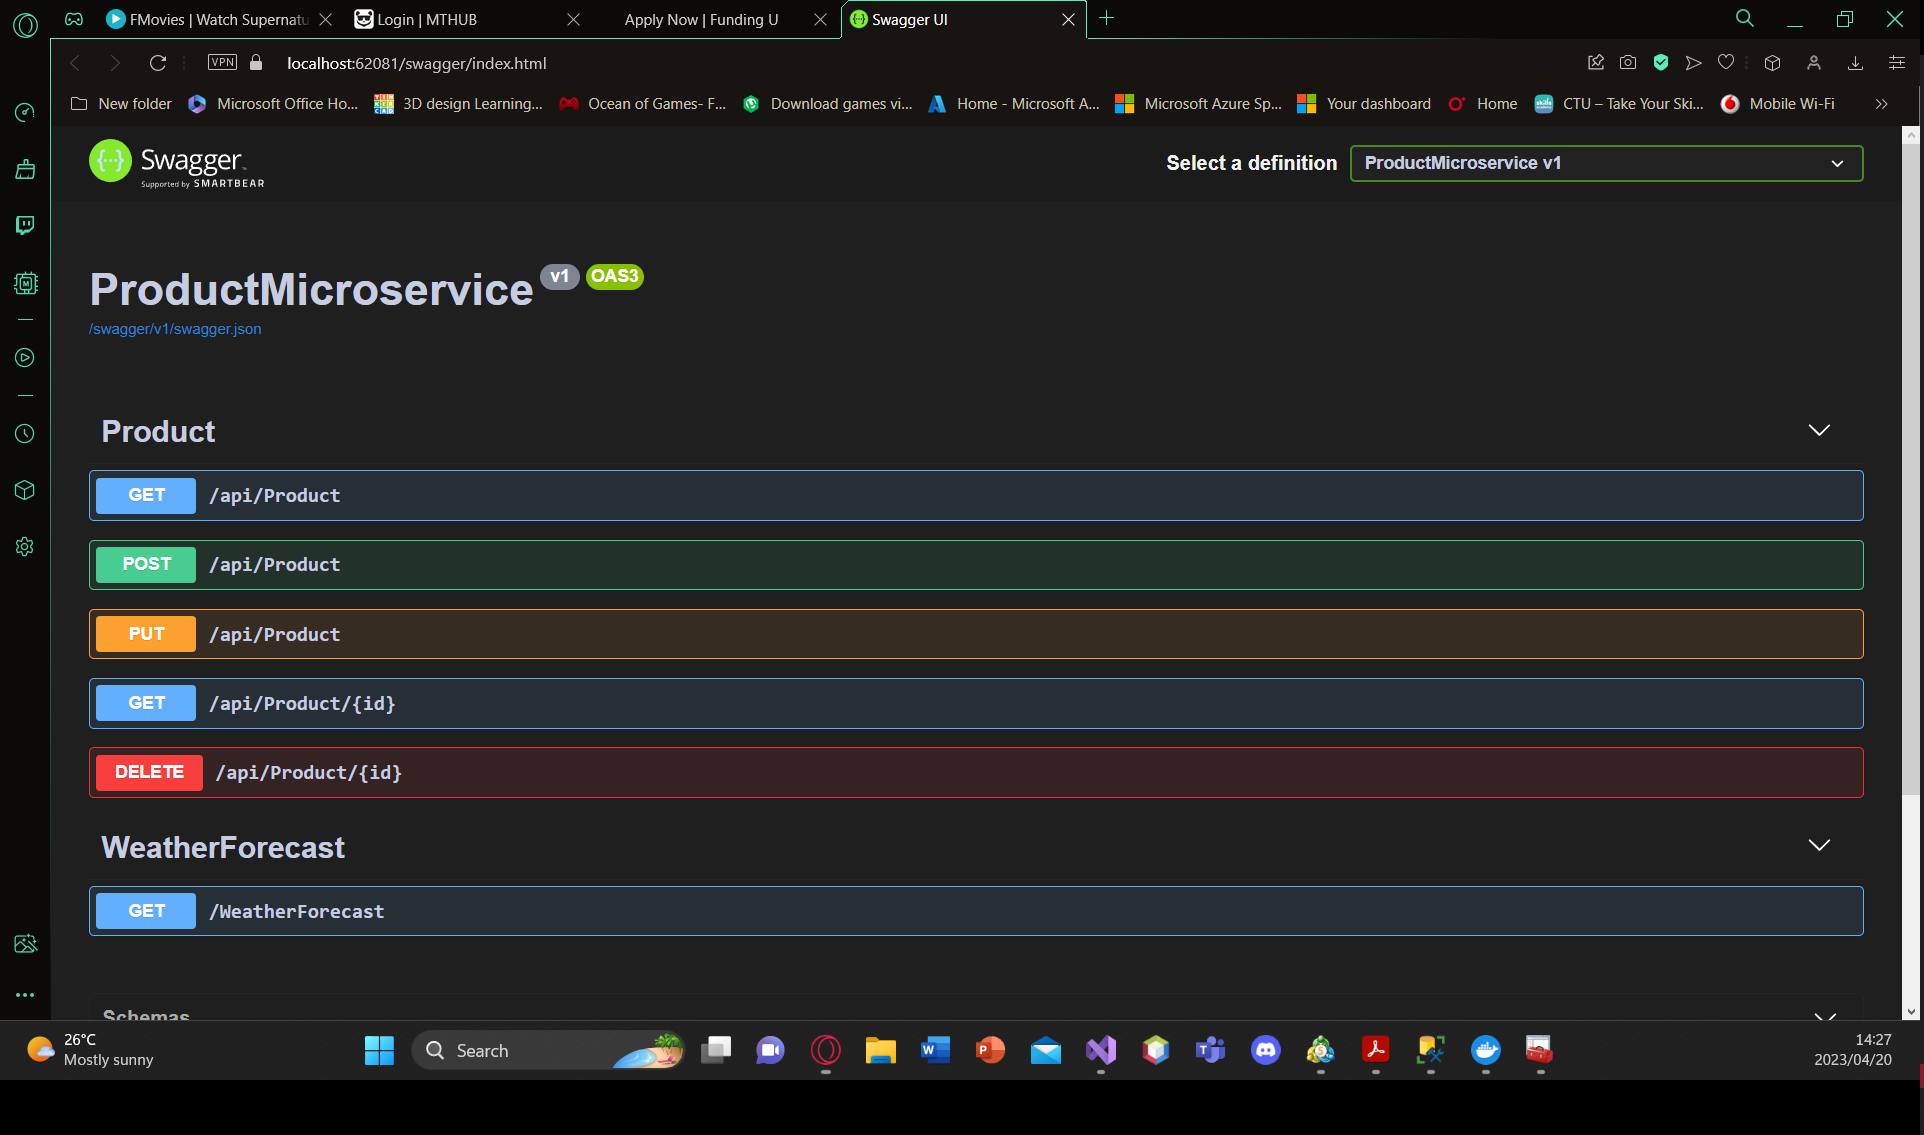 FMovies | Watch Supernatu
Login | MTHUB
Apply Now | Funding U
Swagger UI
VPN
localhost:62081/swagger/index.html
New folder
Microsoft Office Ho...
3D design Learning...
Ocean of Games- F...
Download games vi...
Home - Microsoft A...
Microsoft Azure Sp...
Your dashboard
Home
CTU – Take Your Ski...
Mobile Wi-Fi
Swagger
Supported by SMARTBEAR
Select a definition
ProductMicroservice v1
ProductMicroservice v1 OAS3
/swagger/v1/swagger.json
Product
GET /api/Product
POST /api/Product
PUT /api/Product
GET /api/Product/{id}
DELETE /api/Product/{id}
WeatherForecast
GET /WeatherForecast
Schemas
26°C
Mostly sunny
Search
14:27
2023/04/20